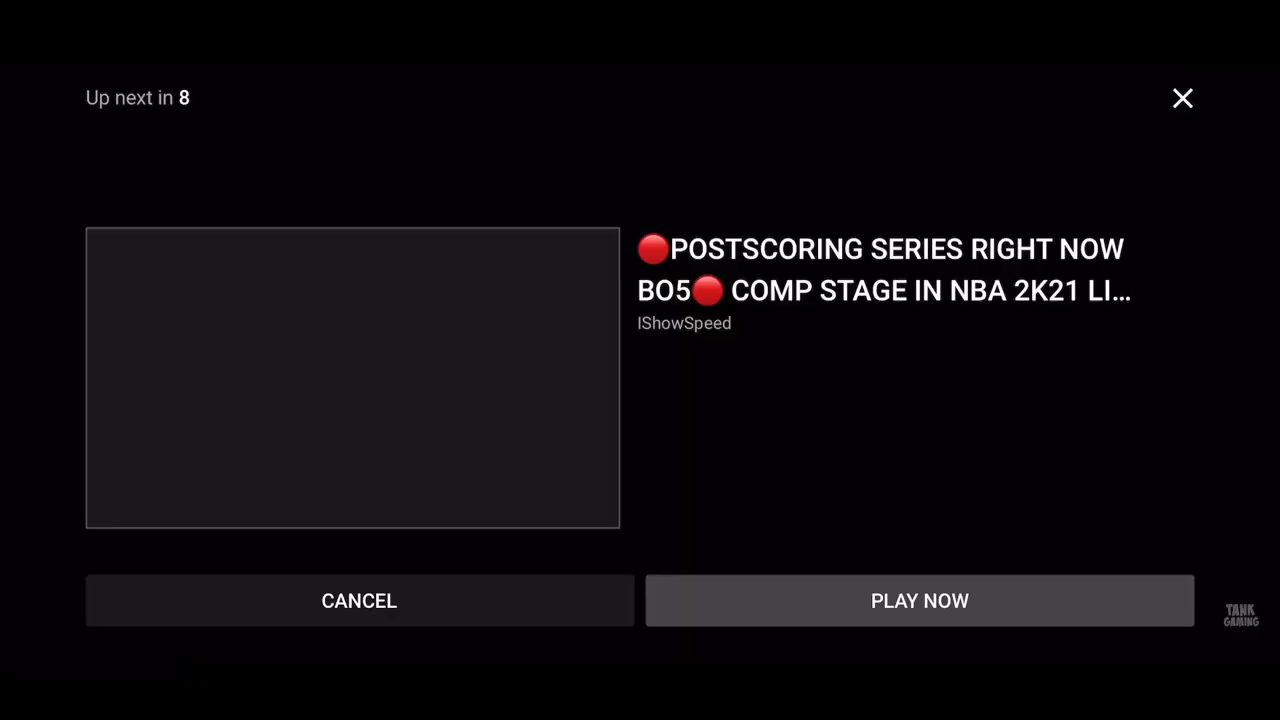 Up next in 8
🔴POSTSCORING SERIES RIGHT NOW
BO5🔴 COMP STAGE IN NBA 2K21 LI...
IShowSpeed
CANCEL
PLAY NOW
TANK
GAMING